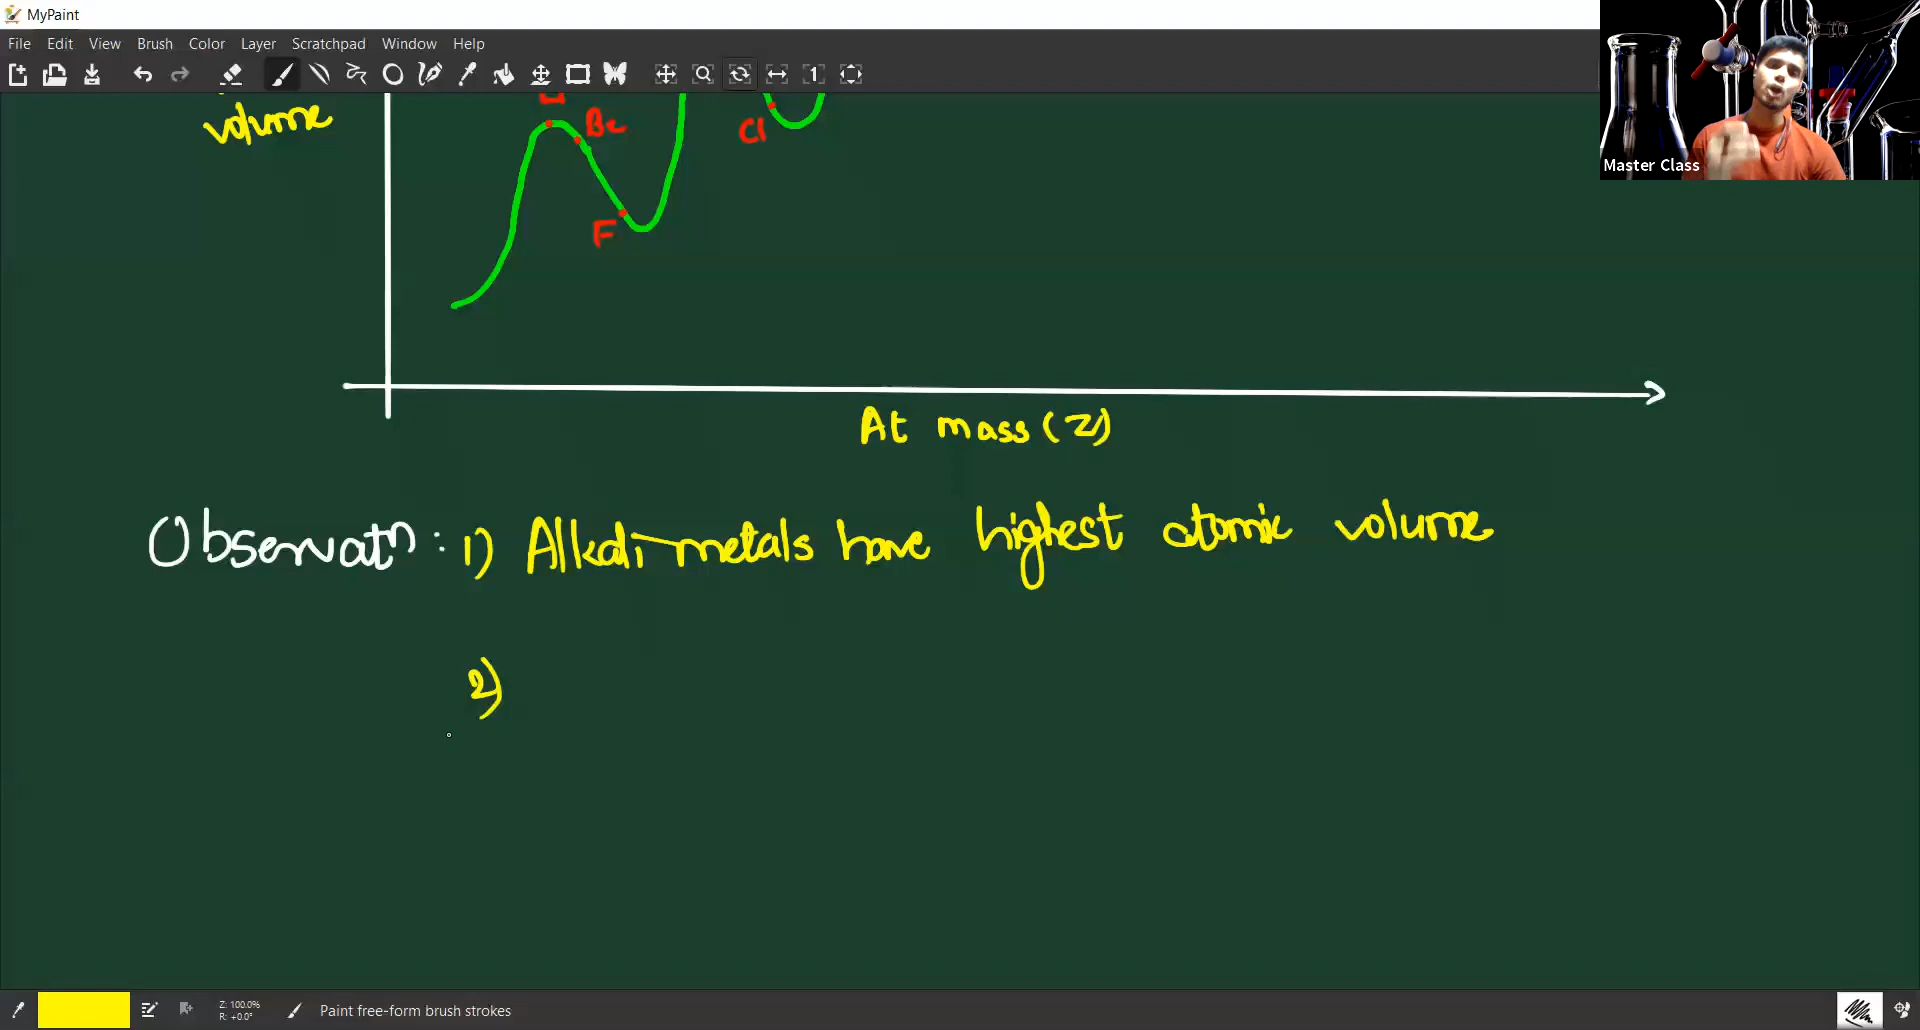 MyPaint
File Edit View Brush Color Layer Scratchpad Window Help
Master Class
volume
Be
Cl
F
At mass (Z)
Observatn : 1) Alkali metals have highest atomic volume
2)
Z: 100.0%
R: +0.0°
Paint free-form brush strokes